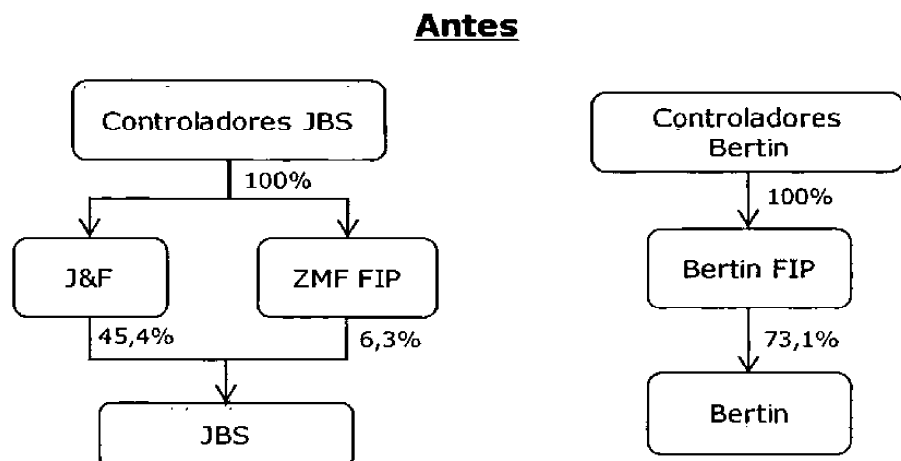 Antes
Controladores JBS
100%
J&F
ZMF FIP
45,4%
6,3%
JBS
Controladores
Bertin
100%
Bertin FIP
73,1%
Bertin